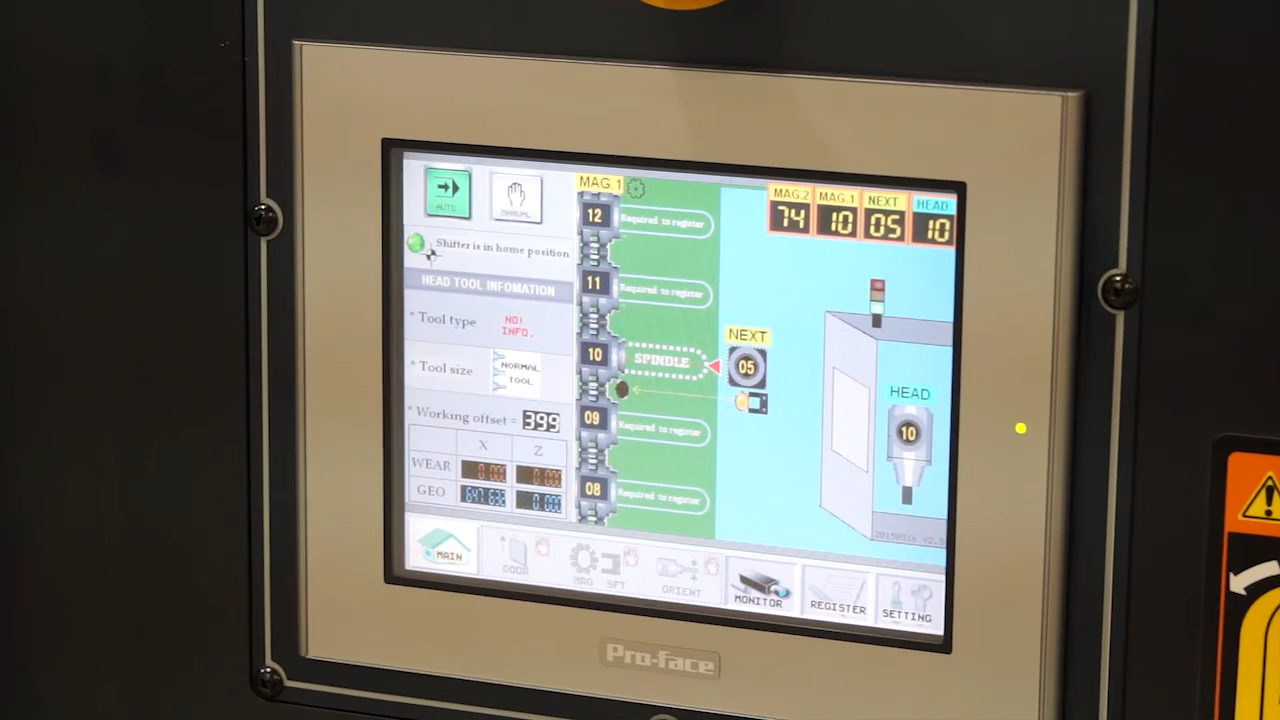 AUTO
MANUAL
Shifter is in home position
HEAD TOOL INFOMATION
* Tool type
NO!
INFO.
* Tool size
NORMAL
TOOL
* Working offset = 399
X Z
WEAR 0.000 0.000
GEO 0.000
MAG.1
12 Required to register
11 Required to register
10 SPINDLE
09 Required to register
08 Required to register
NEXT
05
MAG.2 MAG.1 NEXT HEAD
74 10 05 10
HEAD
10
MAIN
DOOR
MAG SFT
ORIENT
MONITOR
REGISTER
SETTING
Pro-face